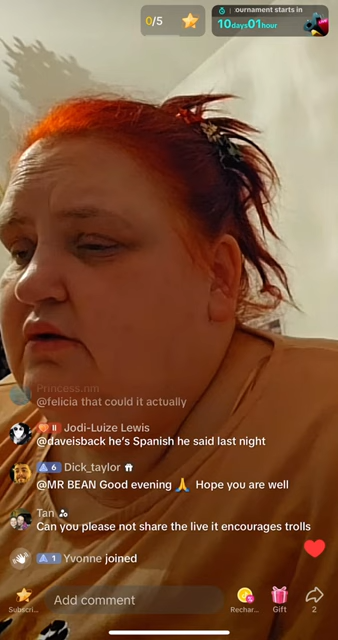 0/5
ournament starts in
10days01hour
Princess.nm
@felicia that could it actually
II Jodi-Luize Lewis
@daveisback he's Spanish he said last night
6 Dick_taylor
@MR BEAN Good evening 🙏 Hope you are well
Tan
Can you please not share the live it encourages trolls
1 Yvonne joined
Subscri...
Add comment
Rechar...
Gift
2